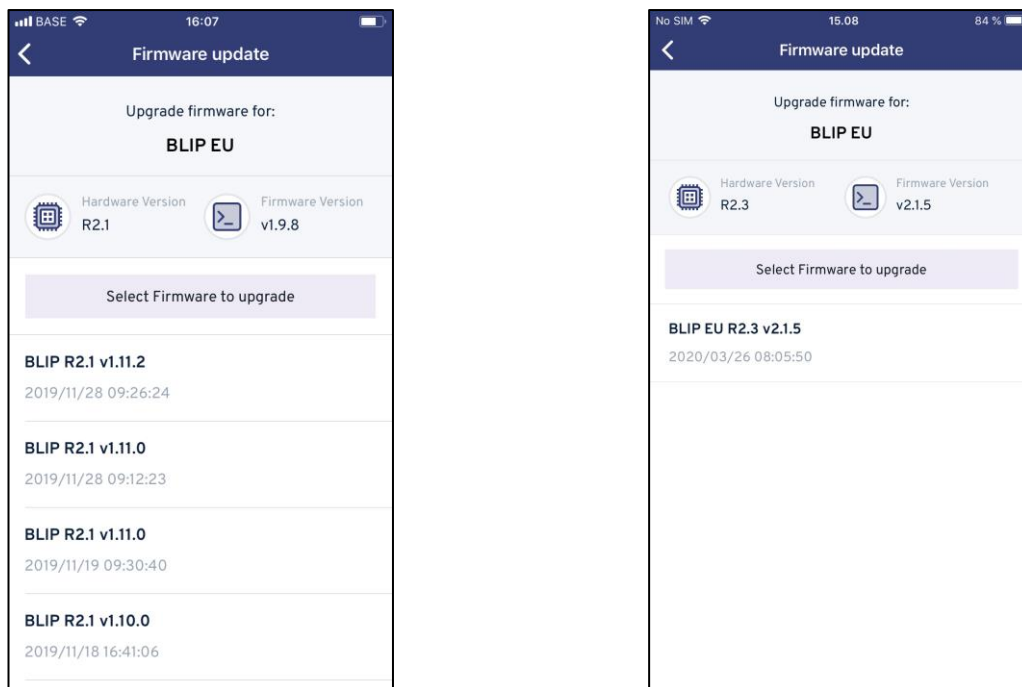 BASE 16:07
Firmware update
Upgrade firmware for:
BLIP EU
Hardware Version
R2.1
Firmware Version
v1.9.8
Select Firmware to upgrade
BLIP R2.1 v1.11.2
2019/11/28 09:26:24
BLIP R2.1 v1.11.0
2019/11/28 09:12:23
BLIP R2.1 v1.11.0
2019/11/19 09:30:40
BLIP R2.1 v1.10.0
2019/11/18 16:41:06
No SIM 15.08 84 %
Firmware update
Upgrade firmware for:
BLIP EU
Hardware Version
R2.3
Firmware Version
v2.1.5
Select Firmware to upgrade
BLIP EU R2.3 v2.1.5
2020/03/26 08:05:50